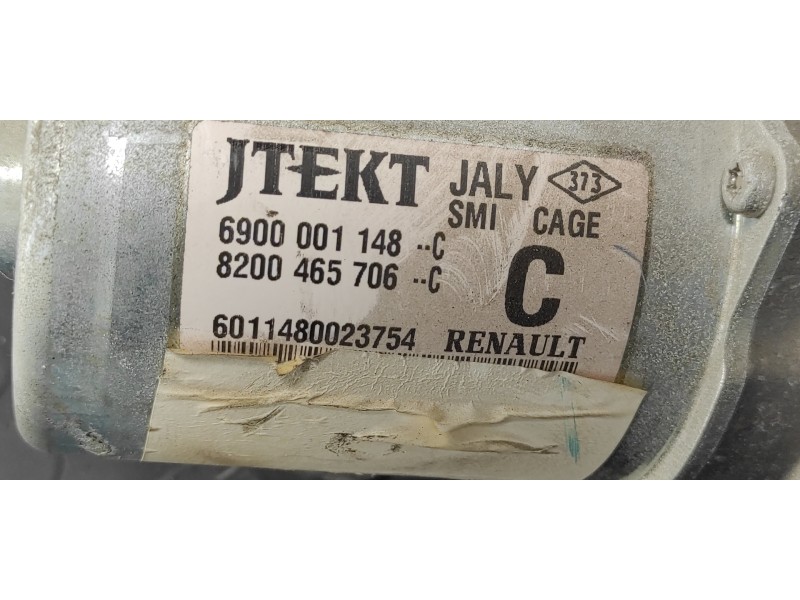 JTEKT JALY 373
SMI CAGE
6900 001 148 --C
8200 465 706 --C
C
6011480023754 RENAULT